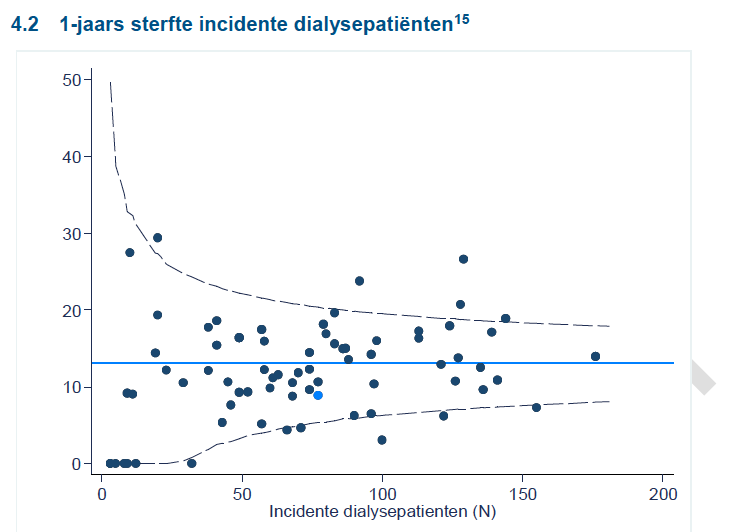 4.2 1-jaars sterfte incidente dialysepatiënten15
50
40
30
20
10
0
0 50 100 150 200
Incidente dialysepatienten (N)